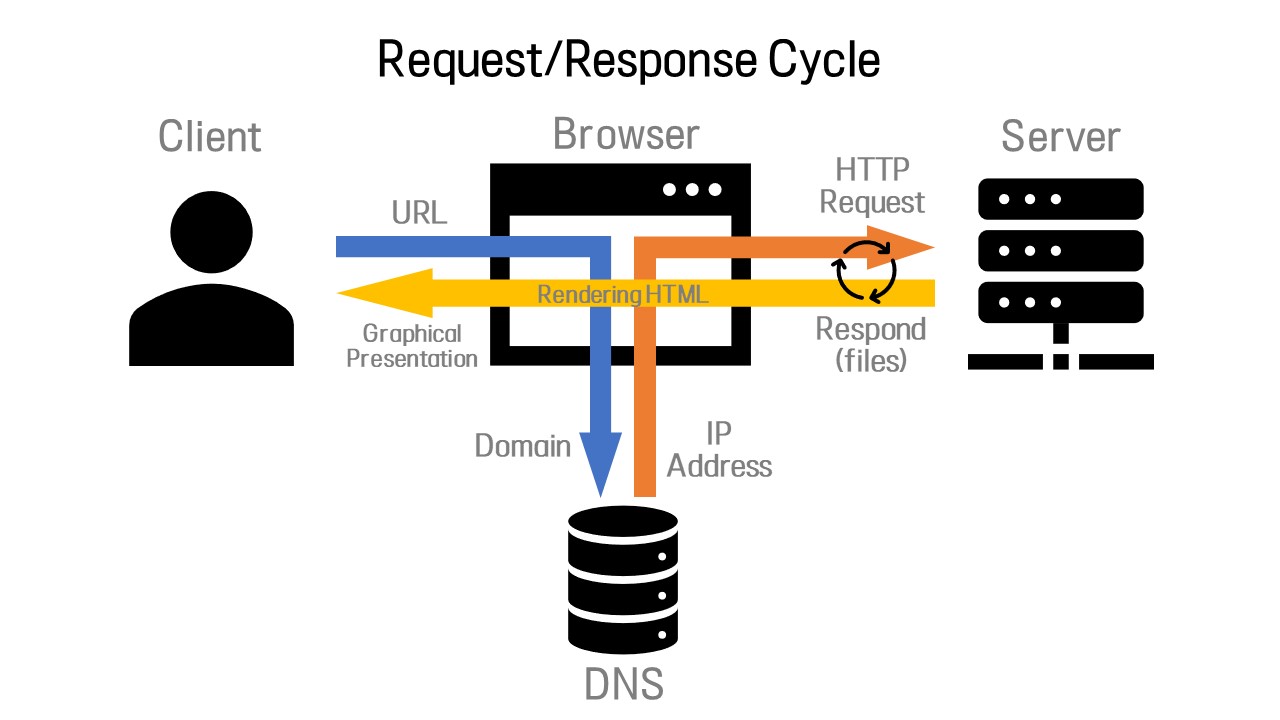 Request/Response Cycle
Client
Browser
Server
URL
HTTP
Request
Rendering HTML
Graphical
Presentation
Respond
(files)
Domain
IP
Address
DNS